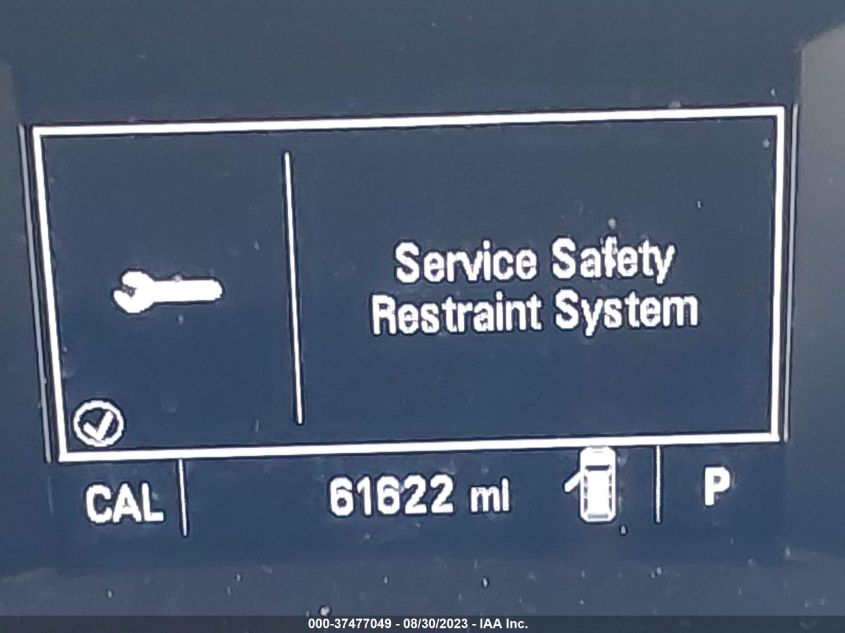 Service Safety
Restraint System
CAL 61622 mi P
000-37477049 - 08/30/2023 - IAA Inc.